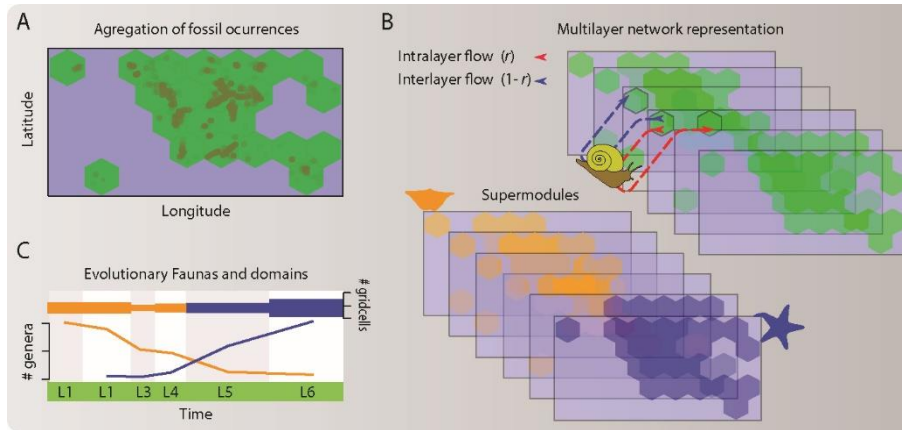 A
Agregation of fossil ocurrences
Latitude
Longitude
B
Multilayer network representation
Intralayer flow (r)
Interlayer flow (1-r)
Supermodules
C
Evolutionary Faunas and domains
# gridcells
# genera
L1 L1 L3 L4 L5 L6
Time